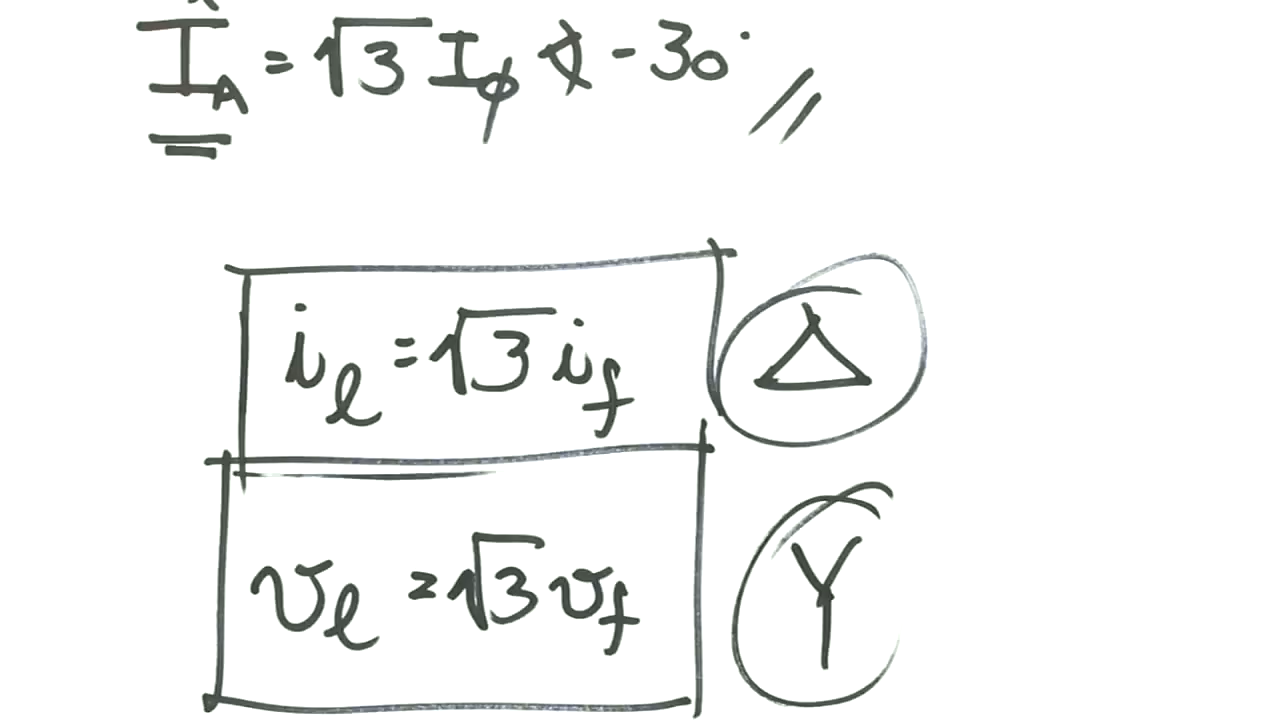 I_A = √3 I_ϕ ∠ -30°
i_l = √3 i_f Δ
v_l = √3 v_f Y